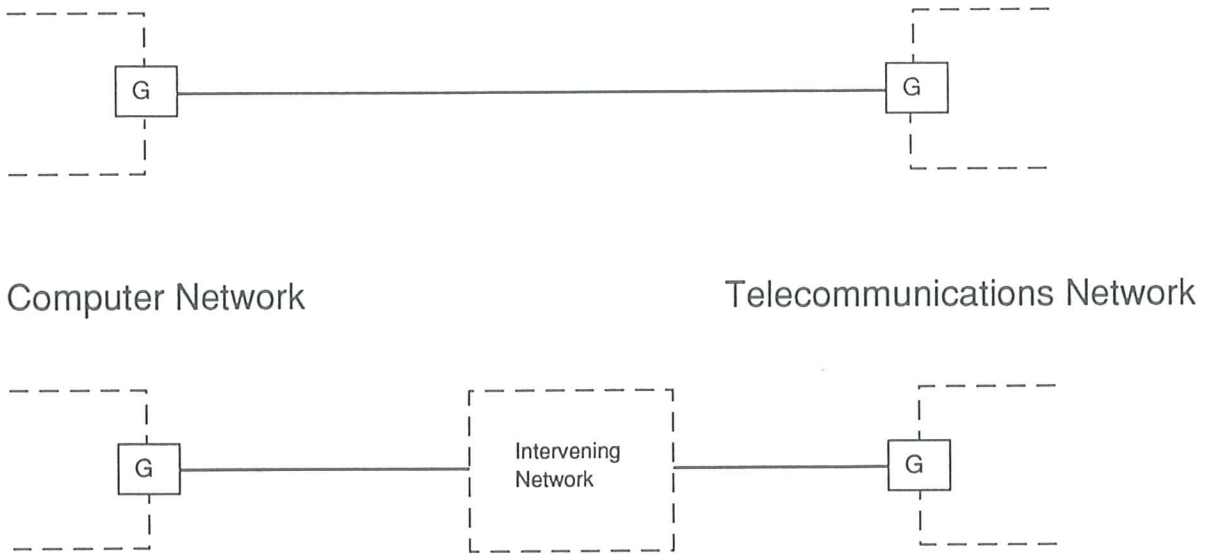 G
G
Computer Network
Telecommunications Network
Intervening
Network
G
G